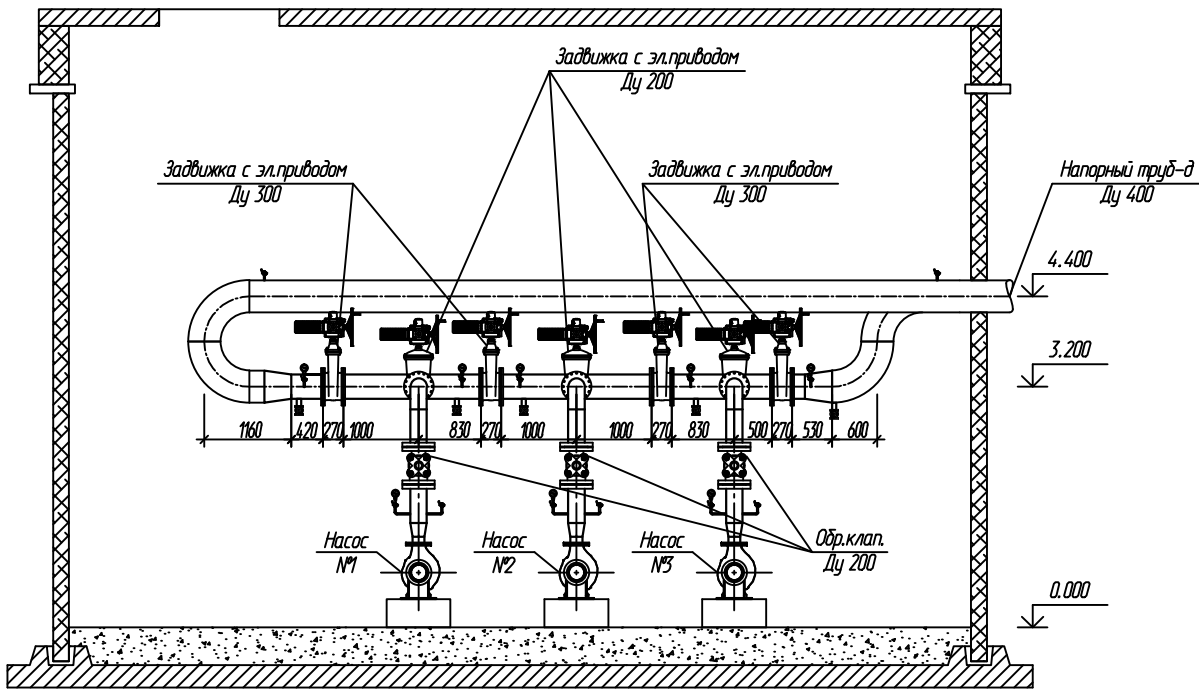 Задвижка с эл.приводом
Ду 200
Задвижка с эл.приводом
Ду 300
Задвижка с эл.приводом
Ду 300
Напорный труб-д
Ду 400
4.400
3.200
1160 420 270 1000 830 270 1000 1000 270 830 500 270 530 600
Насос
№1
Насос
№2
Насос
№3
Обр.клап.
Ду 200
0.000